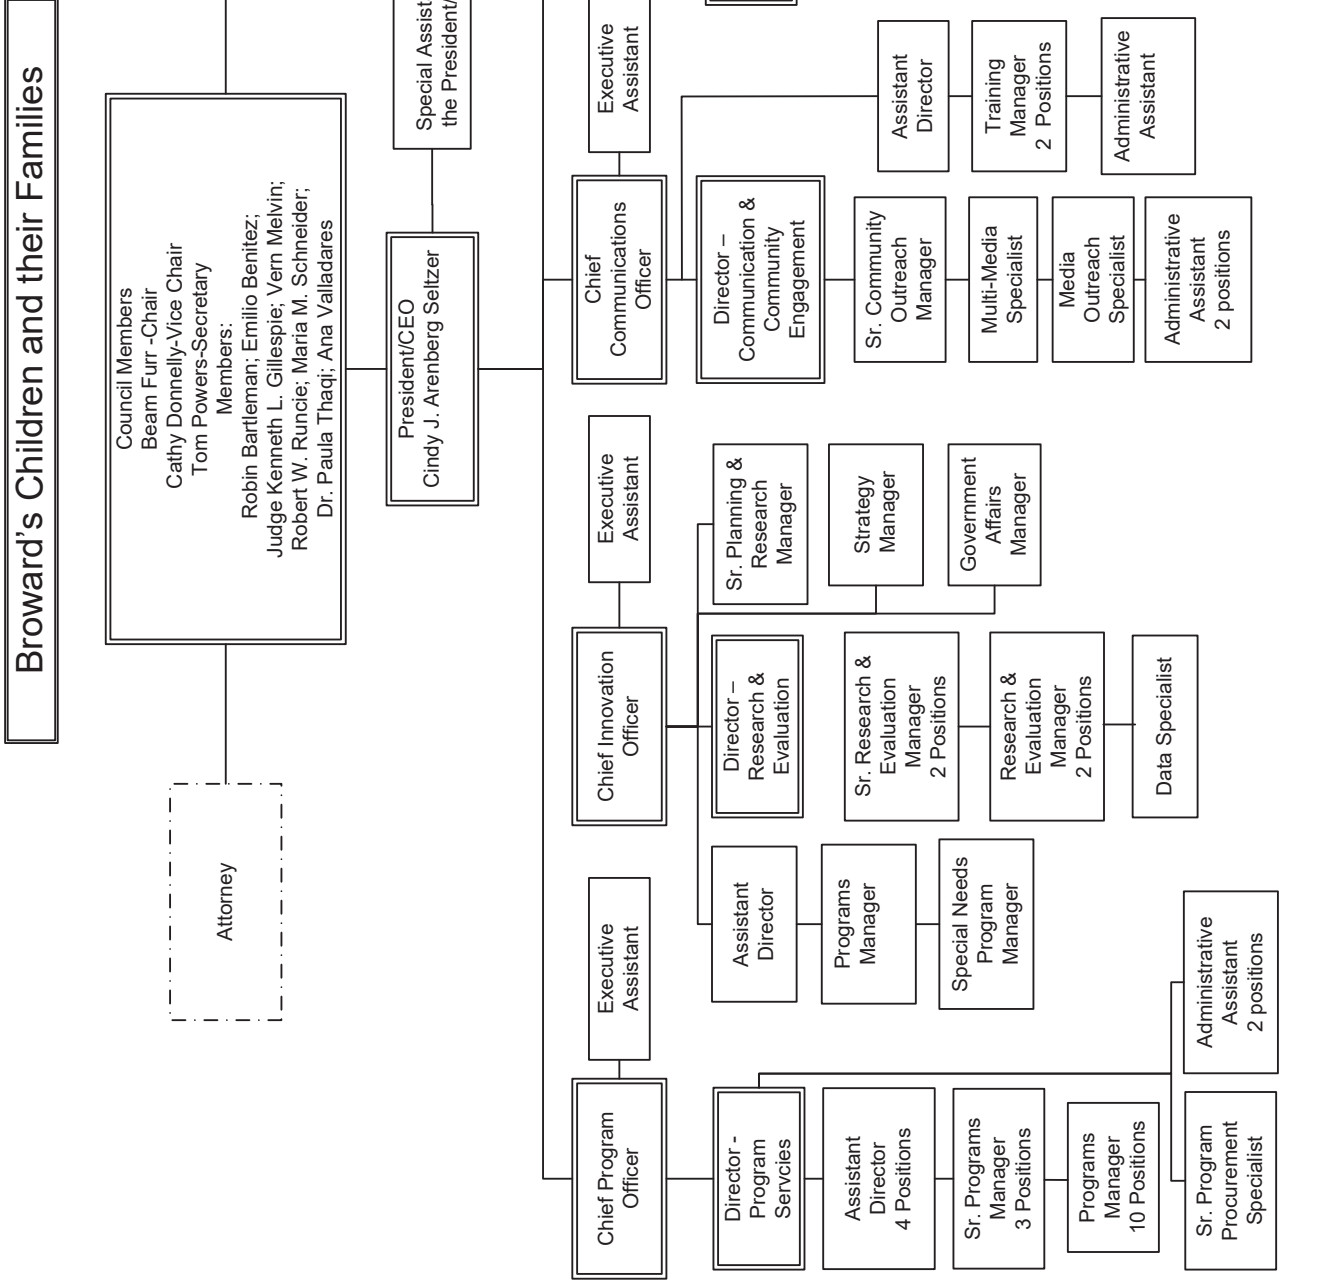 Broward's Children and their Families
Attorney
Council Members
Beam Furr -Chair
Cathy Donnelly-Vice Chair
Tom Powers-Secretary
Members:
Robin Bartleman; Emilio Benitez;
Judge Kenneth L. Gillespie; Vern Melvin;
Robert W. Runcie; Maria M. Schneider;
Dr. Paula Thaqi; Ana Valladares
President/CEO
Cindy J. Arenberg Seltzer
Special Assist
the President/
Chief Program
Officer
Executive
Assistant
Director -
Program
Servcies
Assistant
Director
4 Positions
Sr. Programs
Manager
3 Positions
Programs
Manager
10 Positions
Sr. Program
Procurement
Specialist
Administrative
Assistant
2 positions
Chief Innovation
Officer
Executive
Assistant
Assistant
Director
Programs
Manager
Special Needs
Program
Manager
Director –
Research &
Evaluation
Sr. Research &
Evaluation
Manager
2 Positions
Research &
Evaluation
Manager
2 Positions
Data Specialist
Sr. Planning &
Research
Manager
Strategy
Manager
Government
Affairs
Manager
Chief
Communications
Officer
Executive
Assistant
Director –
Communication &
Community
Engagement
Sr. Community
Outreach
Manager
Multi-Media
Specialist
Media
Outreach
Specialist
Administrative
Assistant
2 positions
Assistant
Director
Training
Manager
2 Positions
Administrative
Assistant